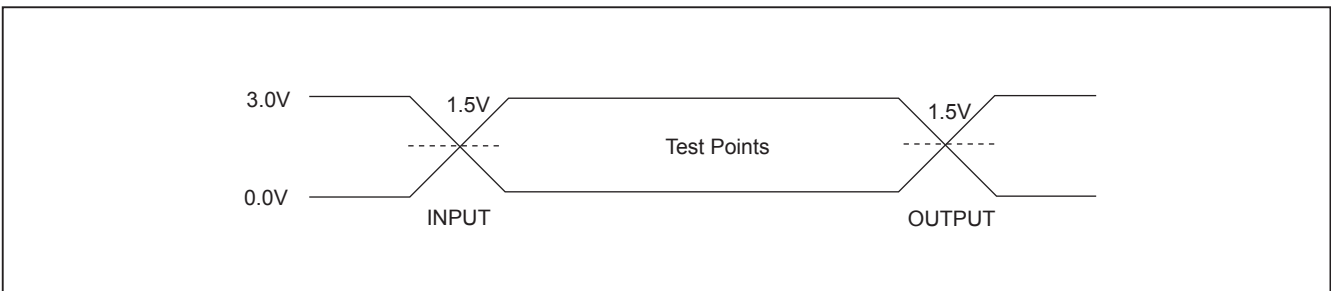 3.0V
1.5V
1.5V
Test Points
0.0V
INPUT
OUTPUT